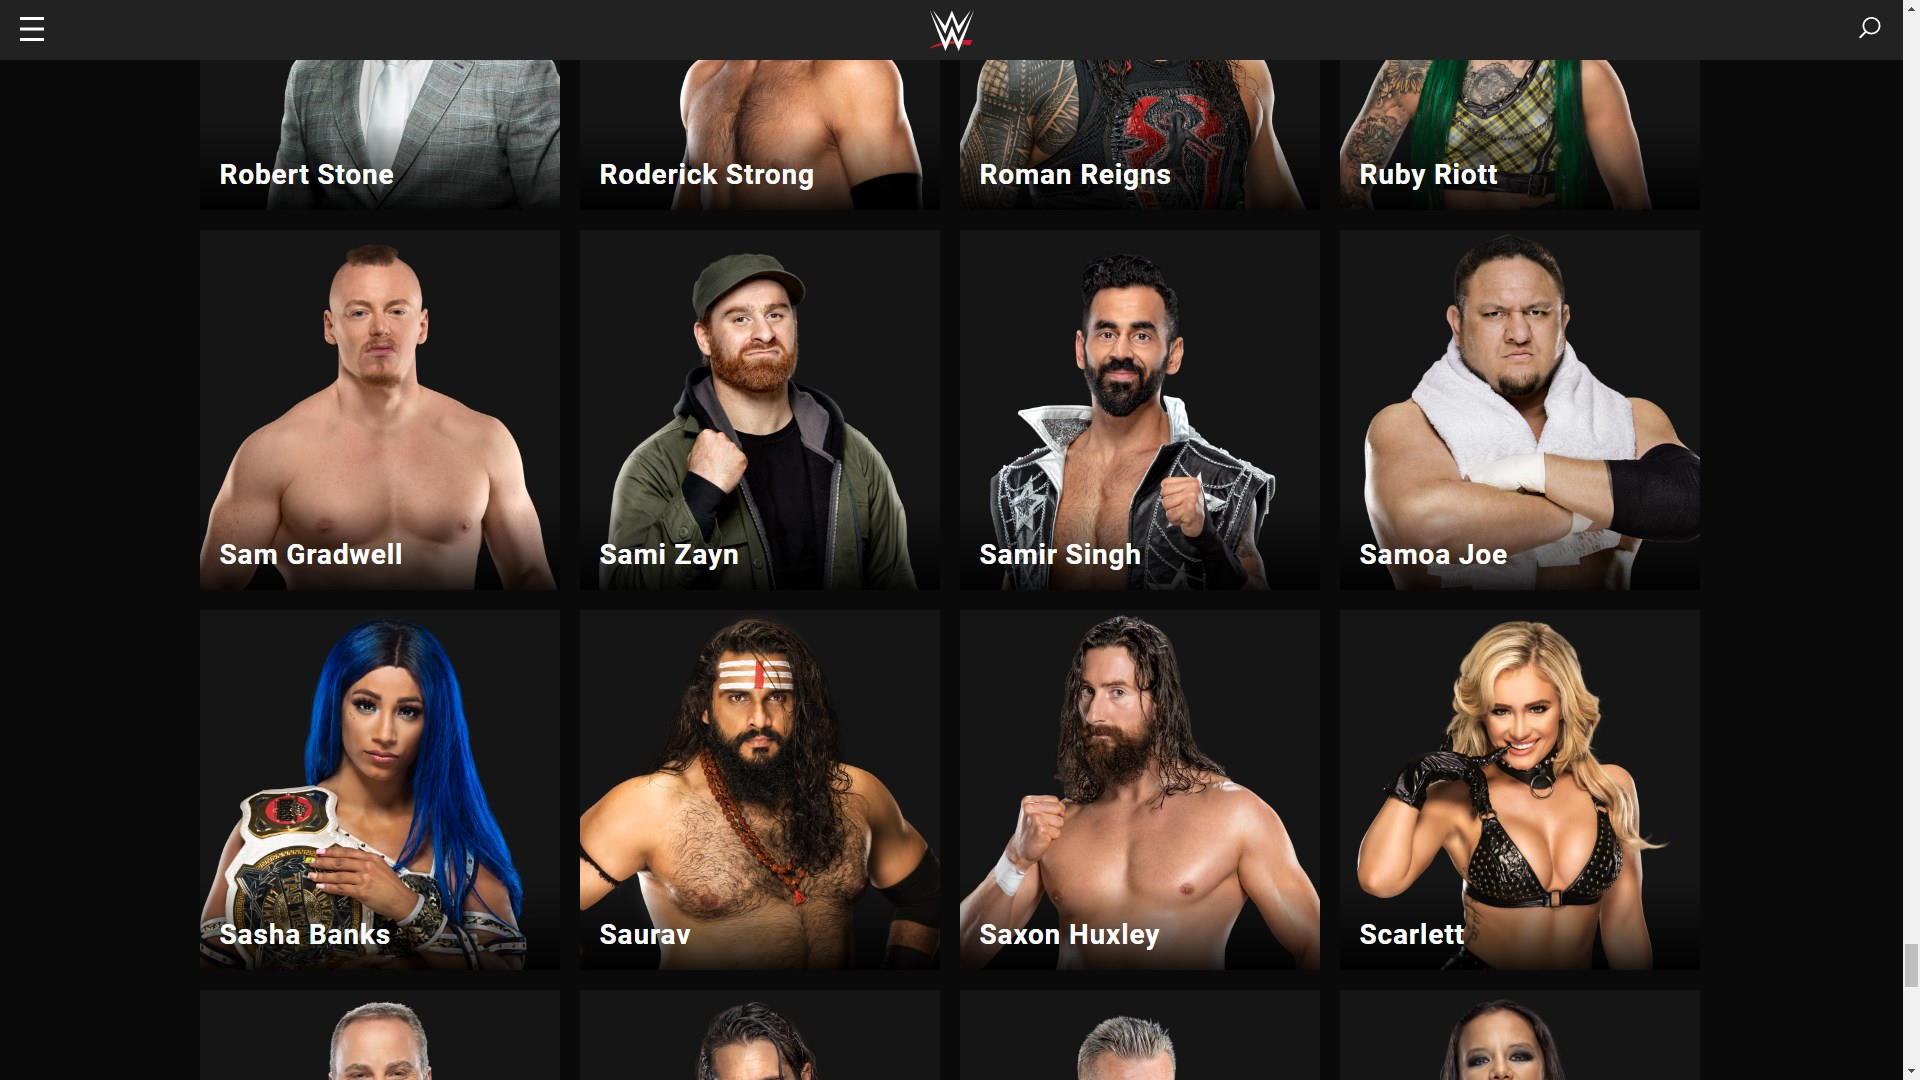 Robert Stone
Roderick Strong
Roman Reigns
Ruby Riott
Sam Gradwell
Sami Zayn
Samir Singh
Samoa Joe
Sasha Banks
Saurav
Saxon Huxley
Scarlett